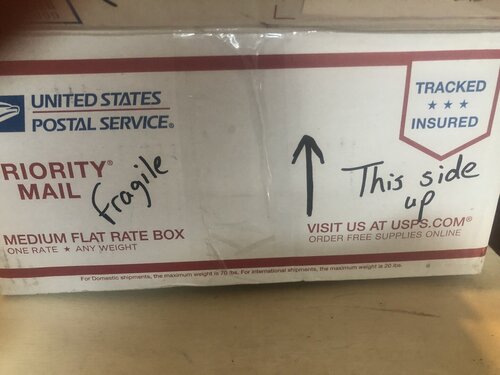 UNITED STATES
POSTAL SERVICE®
TRACKED
★ ★ ★
INSURED
RIORITY®
MAIL
Fragile
This side
up
MEDIUM FLAT RATE BOX
ONE RATE ★ ANY WEIGHT
VISIT US AT USPS.COM®
ORDER FREE SUPPLIES ONLINE
For Domestic shipments, the maximum weight is 70 lbs. For international shipments, the maximum weight is 20 lbs.